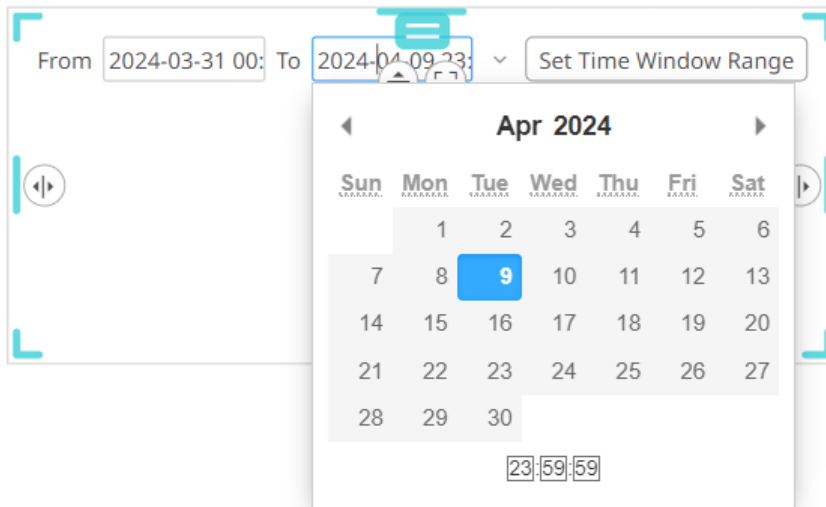 From 2024-03-31 00: To 2024-04-09 23: Set Time Window Range
Apr 2024
Sun Mon Tue Wed Thu Fri Sat
1 2 3 4 5 6
7 8 9 10 11 12 13
14 15 16 17 18 19 20
21 22 23 24 25 26 27
28 29 30
23:59:59